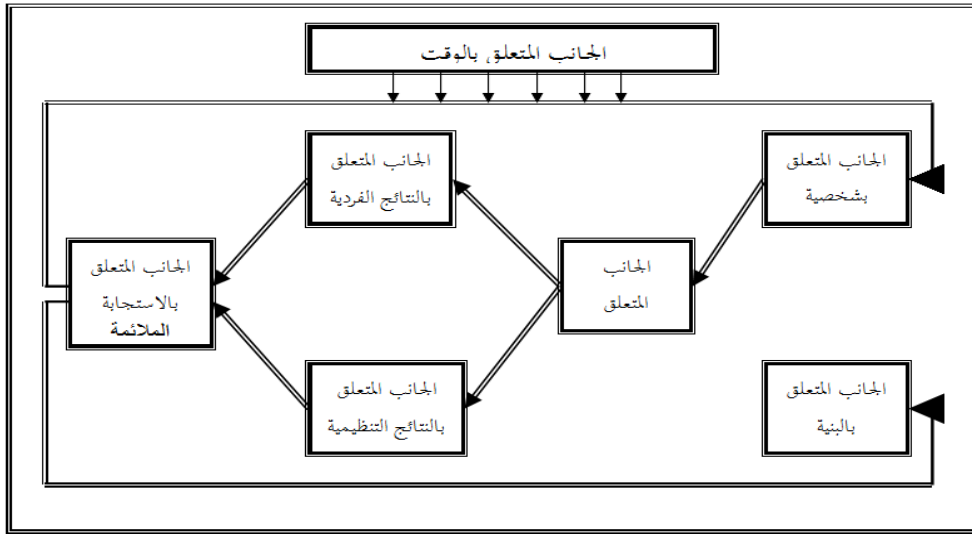 الجانب المتعلق بالوقت
الجانب المتعلق
بشخصية
الجانب المتعلق
بالنتائج الفردية
الجانب
المتعلق
الجانب المتعلق
بالاستجابة
الملائمة
الجانب المتعلق
بالبنية
الجانب المتعلق
بالنتائج التنظيمية